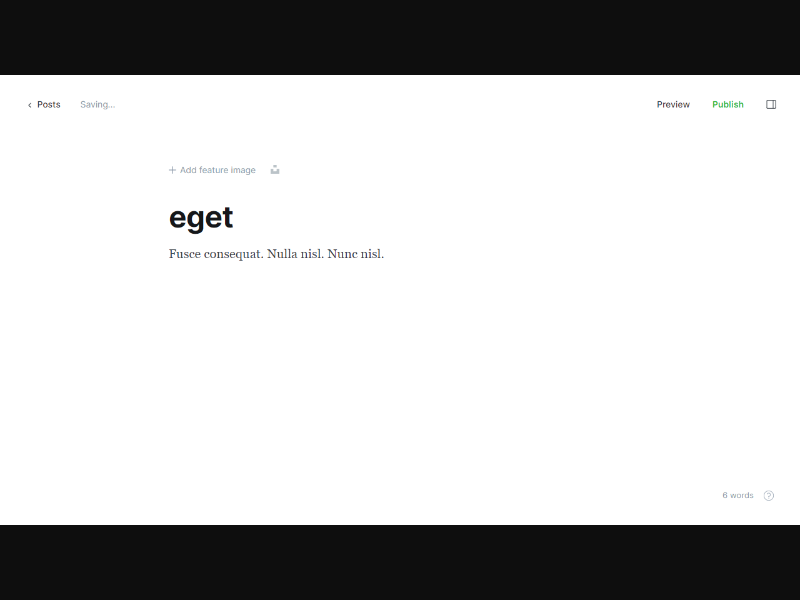 Posts
Saving...
Preview
Publish
Add feature image
eget
Fusce consequat. Nulla nisl. Nunc nisl.
6 words
?